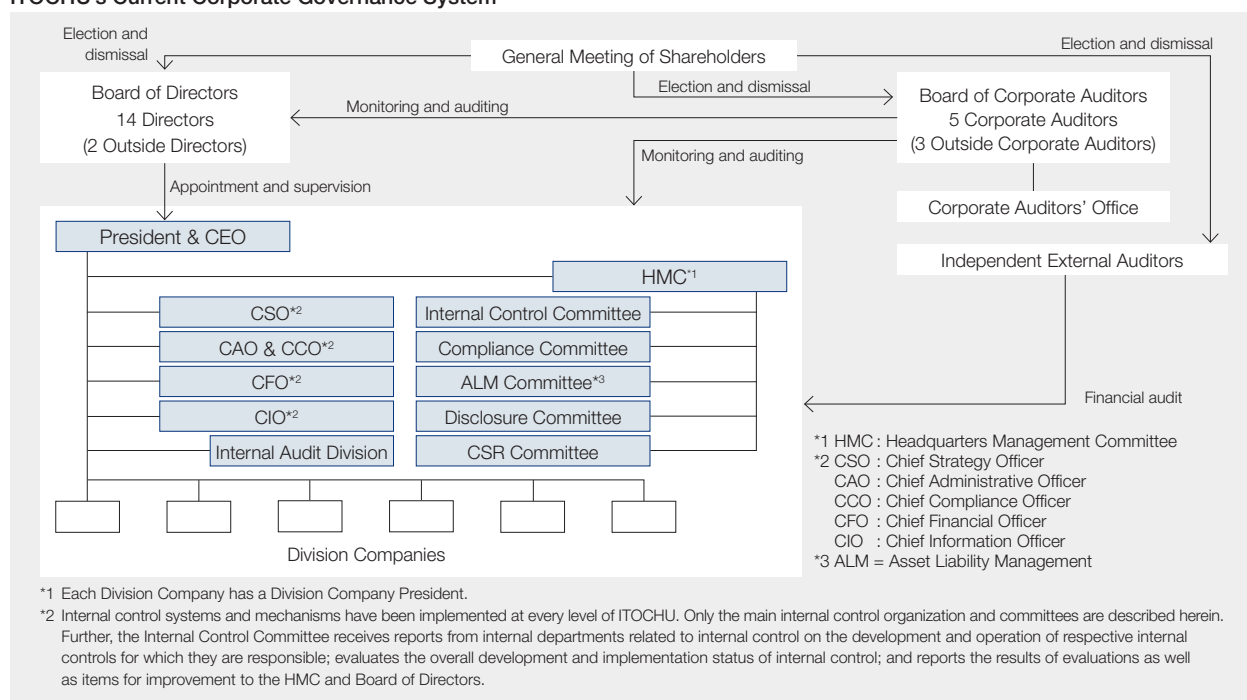 ITOCHU's Current Corporate Governance System
Election and
dismissal
General Meeting of Shareholders
Election and dismissal
Election and dismissal
Board of Directors
14 Directors
(2 Outside Directors)
Monitoring and auditing
Board of Corporate Auditors
5 Corporate Auditors
(3 Outside Corporate Auditors)
Monitoring and auditing
Appointment and supervision
Corporate Auditors' Office
President & CEO
Independent External Auditors
HMC*1
CSO*2
Internal Control Committee
CAO & CCO*2
Compliance Committee
CFO*2
ALM Committee*3
CIO*2
Disclosure Committee
Internal Audit Division
CSR Committee
Financial audit
Division Companies
*1 HMC : Headquarters Management Committee
*2 CSO : Chief Strategy Officer
CAO : Chief Administrative Officer
CCO : Chief Compliance Officer
CFO : Chief Financial Officer
CIO : Chief Information Officer
*3 ALM = Asset Liability Management
*1 Each Division Company has a Division Company President.
*2 Internal control systems and mechanisms have been implemented at every level of ITOCHU. Only the main internal control organization and committees are described herein.
Further, the Internal Control Committee receives reports from internal departments related to internal control on the development and operation of respective internal
controls for which they are responsible; evaluates the overall development and implementation status of internal control; and reports the results of evaluations as well
as items for improvement to the HMC and Board of Directors.